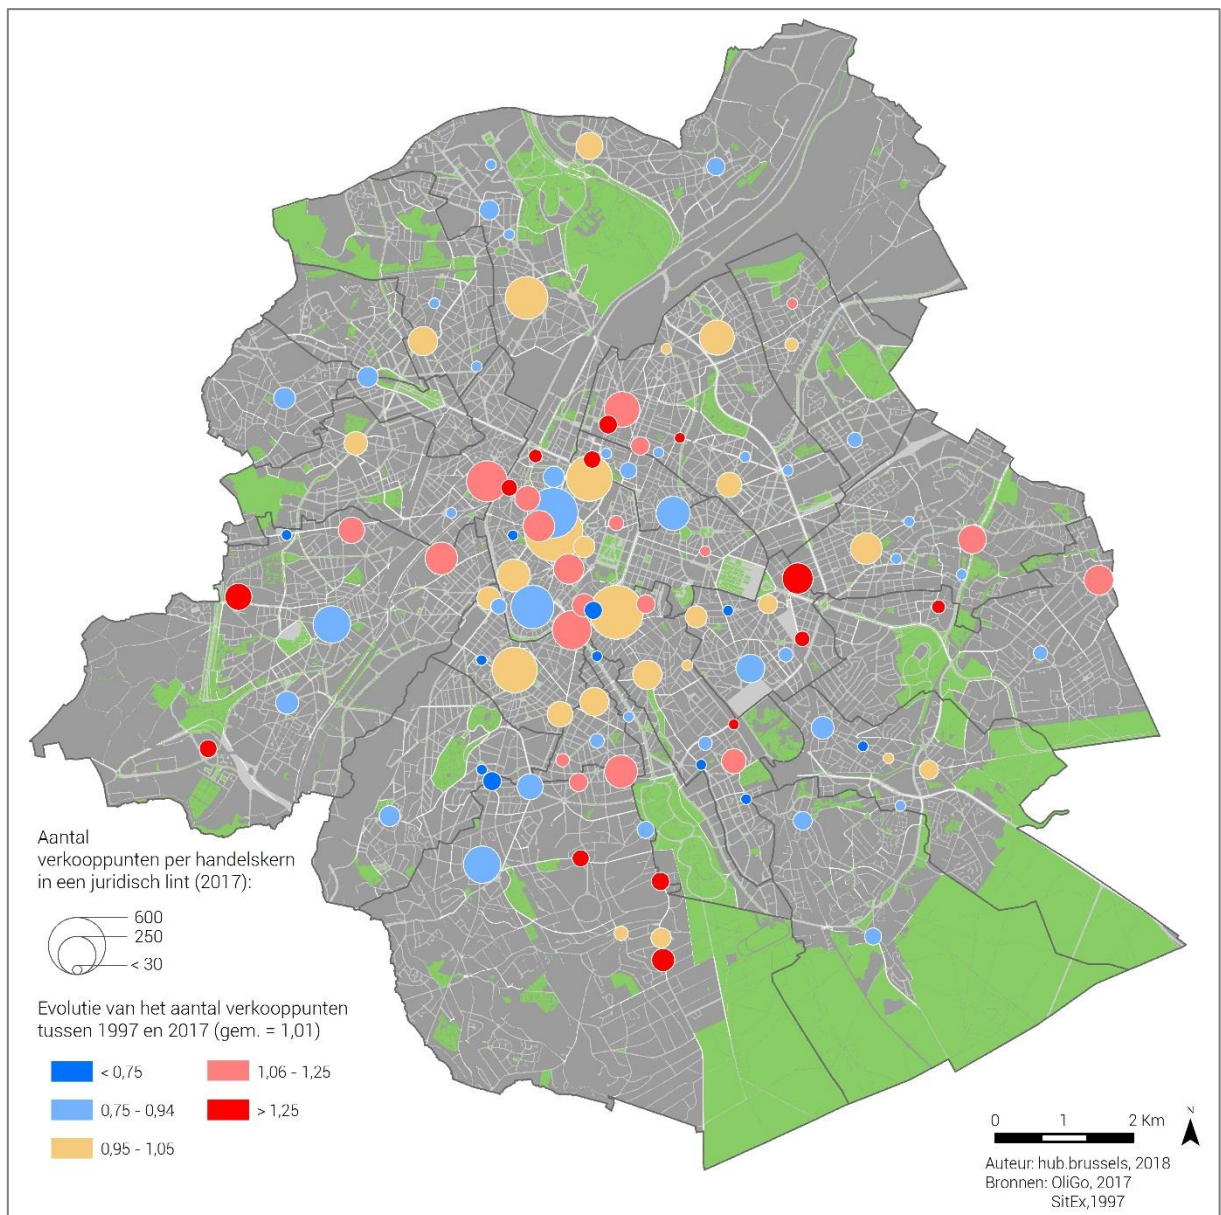 Aantal
verkooppunten per handelskern
in een juridisch lint (2017):
600
250
< 30
Evolutie van het aantal verkooppunten
tussen 1997 en 2017 (gem. = 1,01)
< 0,75
0,75 - 0,94
0,95 - 1,05
1,06 - 1,25
> 1,25
0 1 2 Km
N
Auteur: hub.brussels, 2018
Bronnen: OliGo, 2017
SitEx,1997